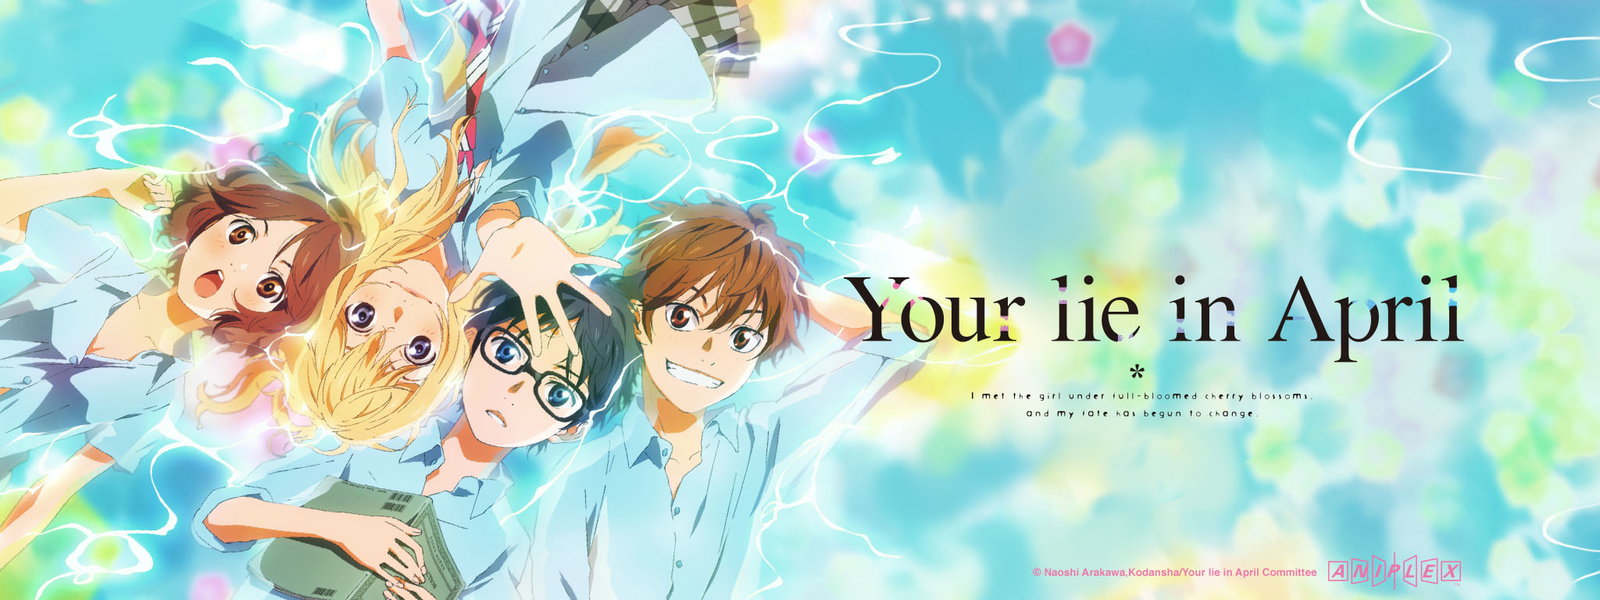 Your lie in April
*
I met the girl under full-bloomed cherry blossoms,
and my fate has begun to change.
© Naoshi Arakawa,Kodansha/Your lie in April Committee
ANIPLEX